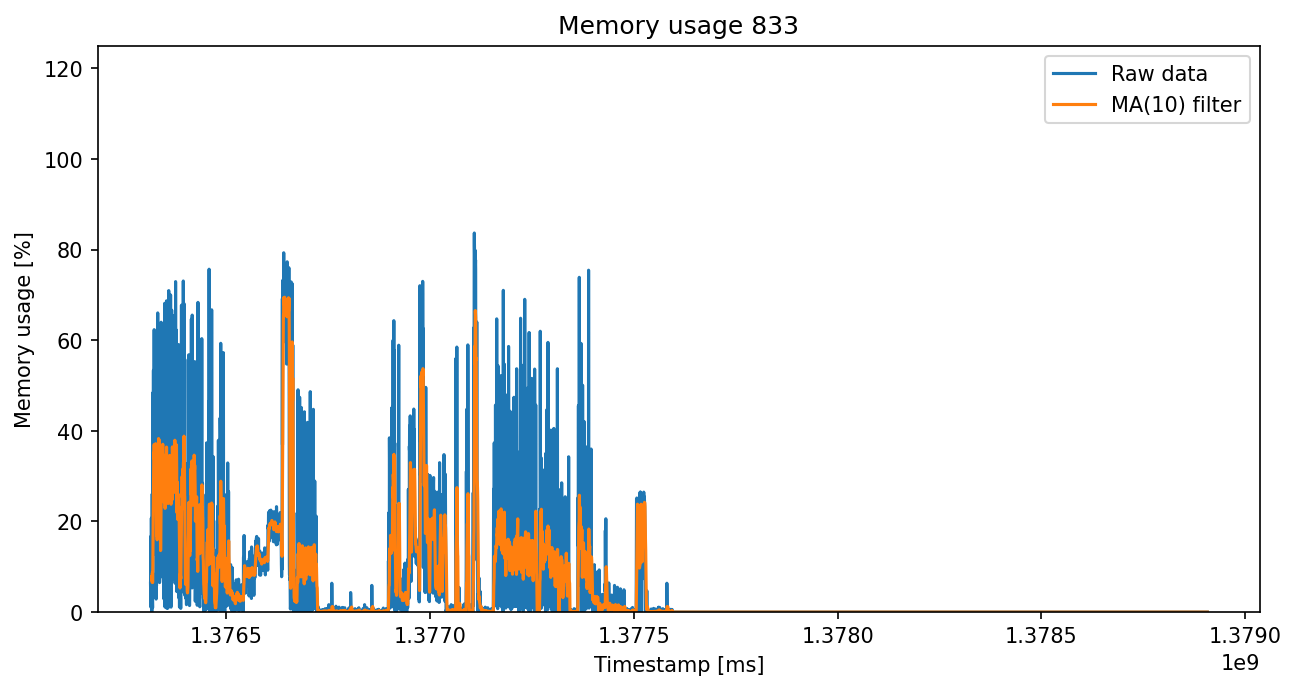 Memory usage 833
Raw data
MA(10) filter
Memory usage [%]
120
100
80
60
40
20
0
1.3765 1.3770 1.3775 1.3780 1.3785 1.3790
1e9
Timestamp [ms]